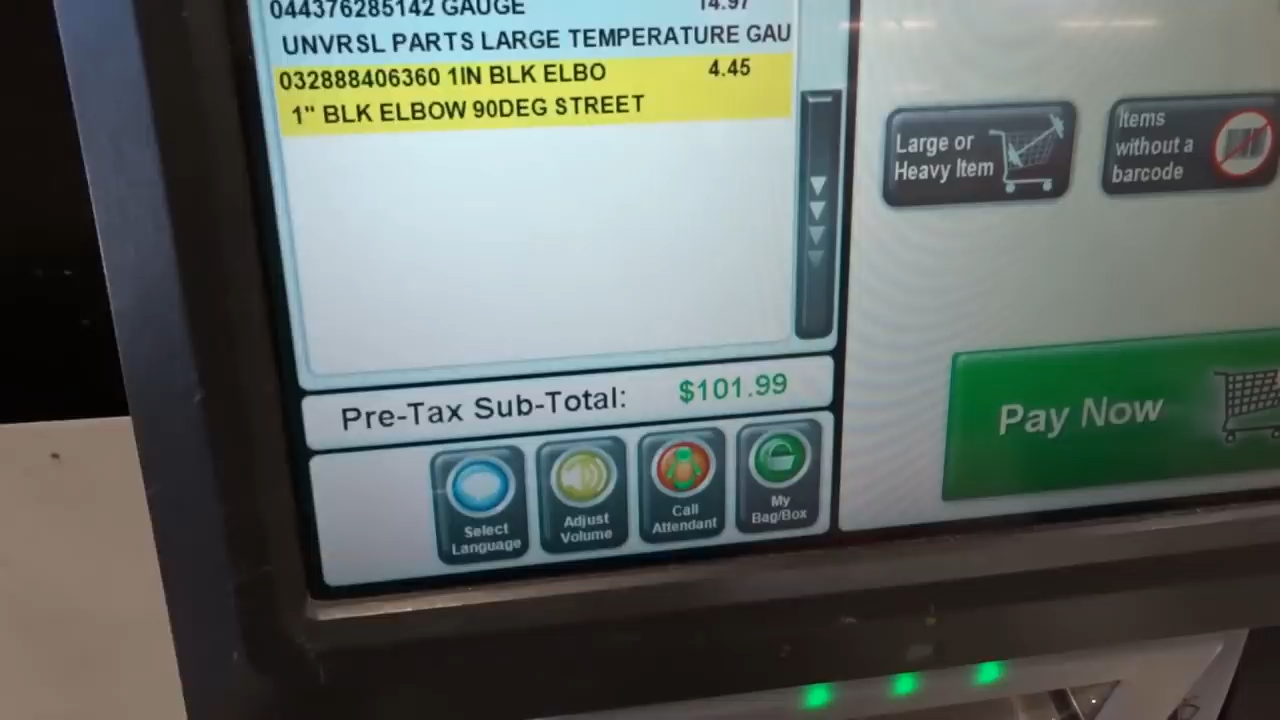 044376285142 GAUGE 14.97
UNVRSL PARTS LARGE TEMPERATURE GAU
032888406360 1IN BLK ELBO 4.45
1" BLK ELBOW 90DEG STREET
Large or
Heavy Item
Items
without a
barcode
Pre-Tax Sub-Total: $101.99
Pay Now
Select
Language
Adjust
Volume
Call
Attendant
My
Bag/Box